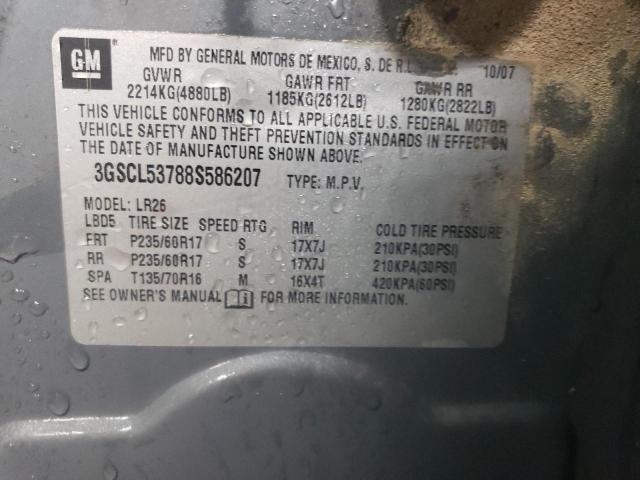 GM
MFD BY GENERAL MOTORS DE MEXICO, S. DE R.L. 10/07
GVWR GAWR FRT GAWR RR
2214KG(4880LB) 1185KG(2612LB) 1280KG(2822LB)
THIS VEHICLE CONFORMS TO ALL APPLICABLE U.S. FEDERAL MOTOR
VEHICLE SAFETY AND THEFT PREVENTION STANDARDS IN EFFECT ON
THE DATE OF MANUFACTURE SHOWN ABOVE.
3GSCL53788S586207 TYPE: M.P.V.
MODEL: LR26
LBD5 TIRE SIZE SPEED RTG RIM COLD TIRE PRESSURE
FRT P235/60R17 S 17X7J 210KPA(30PSI)
RR P235/60R17 S 17X7J 210KPA(30PSI)
SPA T135/70R16 M 16X4T 420KPA(60PSI)
SEE OWNER'S MANUAL FOR MORE INFORMATION.